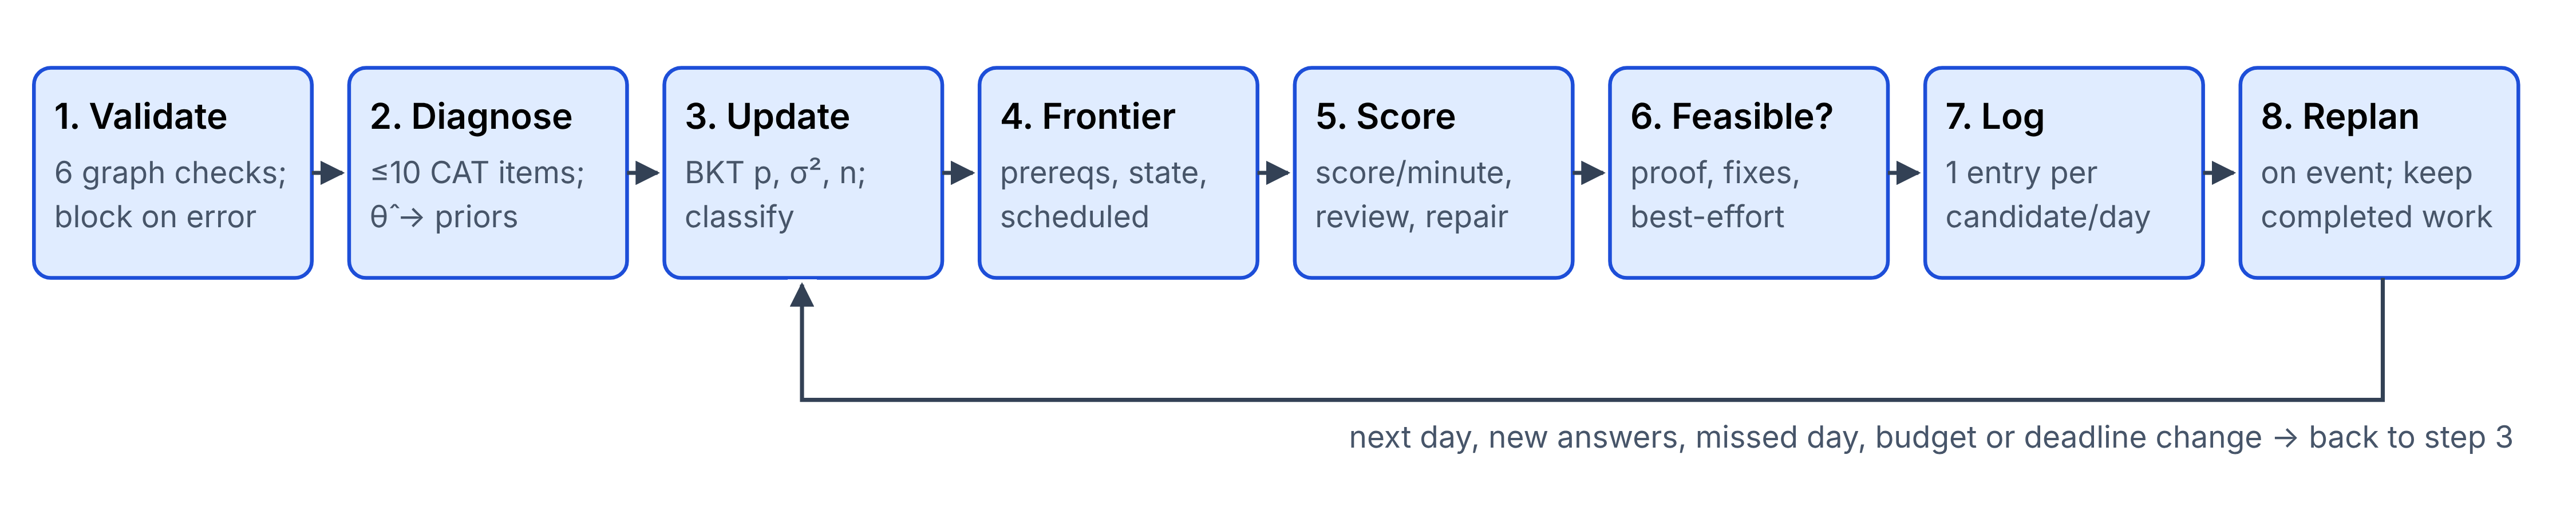 1. Validate
6 graph checks;
block on error
2. Diagnose
≤10 CAT items;
θ̂ → priors
3. Update
BKT p, σ², n;
classify
4. Frontier
prereqs, state,
scheduled
5. Score
score/minute,
review, repair
6. Feasible?
proof, fixes,
best-effort
7. Log
1 entry per
candidate/day
8. Replan
on event; keep
completed work
next day, new answers, missed day, budget or deadline change → back to step 3